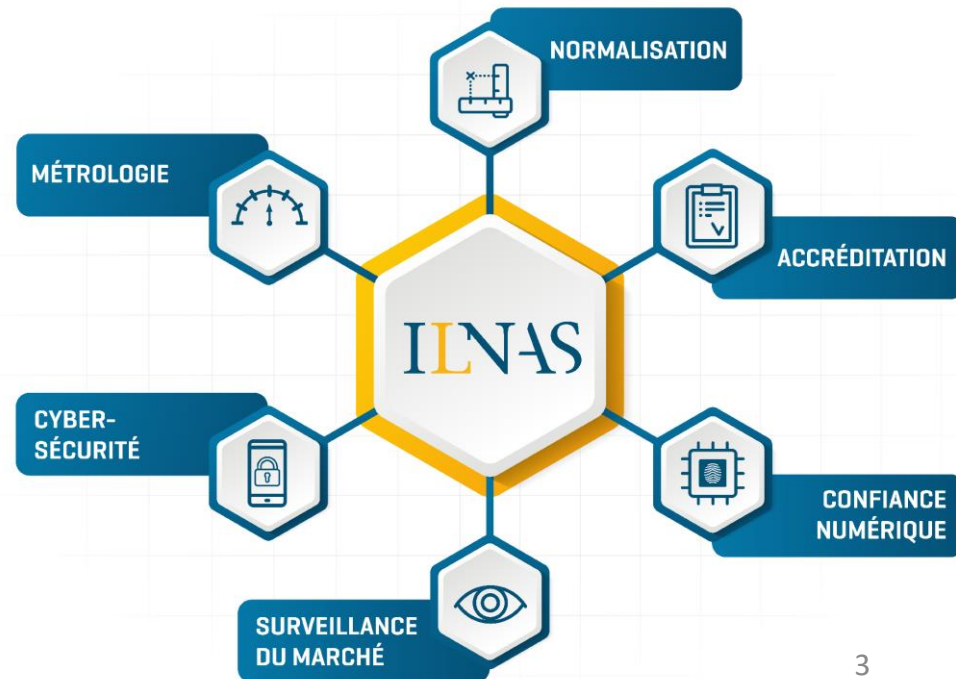 NORMALISATION
MÉTROLOGIE
ACCRÉDITATION
ILNAS
CYBER-
SÉCURITÉ
CONFIANCE
NUMÉRIQUE
SURVEILLANCE
DU MARCHÉ
3